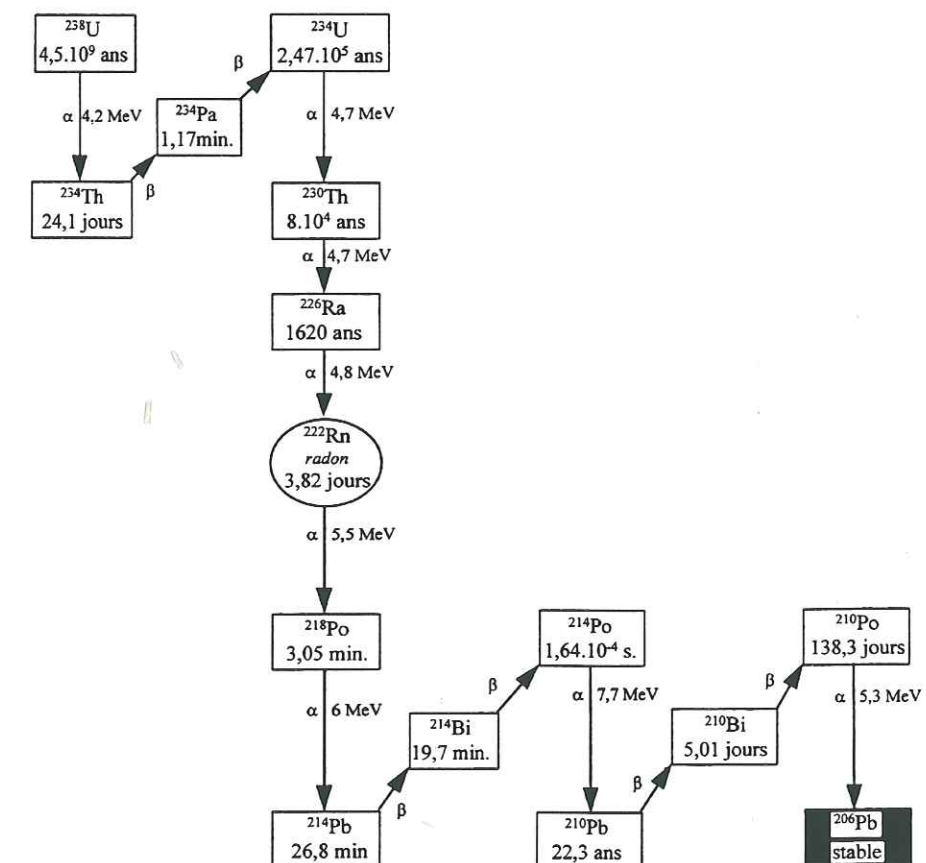 ²³⁸U
4,5.10⁹ ans
α 4,2 MeV
²³⁴Th
24,1 jours
β
²³⁴Pa
1,17min.
β
²³⁴U
2,47.10⁵ ans
α 4,7 MeV
²³⁰Th
8.10⁴ ans
α 4,7 MeV
²²⁶Ra
1620 ans
α 4,8 MeV
²²²Rn
radon
3,82 jours
α 5,5 MeV
²¹⁸Po
3,05 min.
α 6 MeV
²¹⁴Pb
26,8 min
β
²¹⁴Bi
19,7 min.
β
²¹⁴Po
1,64.10⁻⁴ s.
α 7,7 MeV
²¹⁰Pb
22,3 ans
β
²¹⁰Bi
5,01 jours
β
²¹⁰Po
138,3 jours
α 5,3 MeV
²⁰⁶Pb
stable